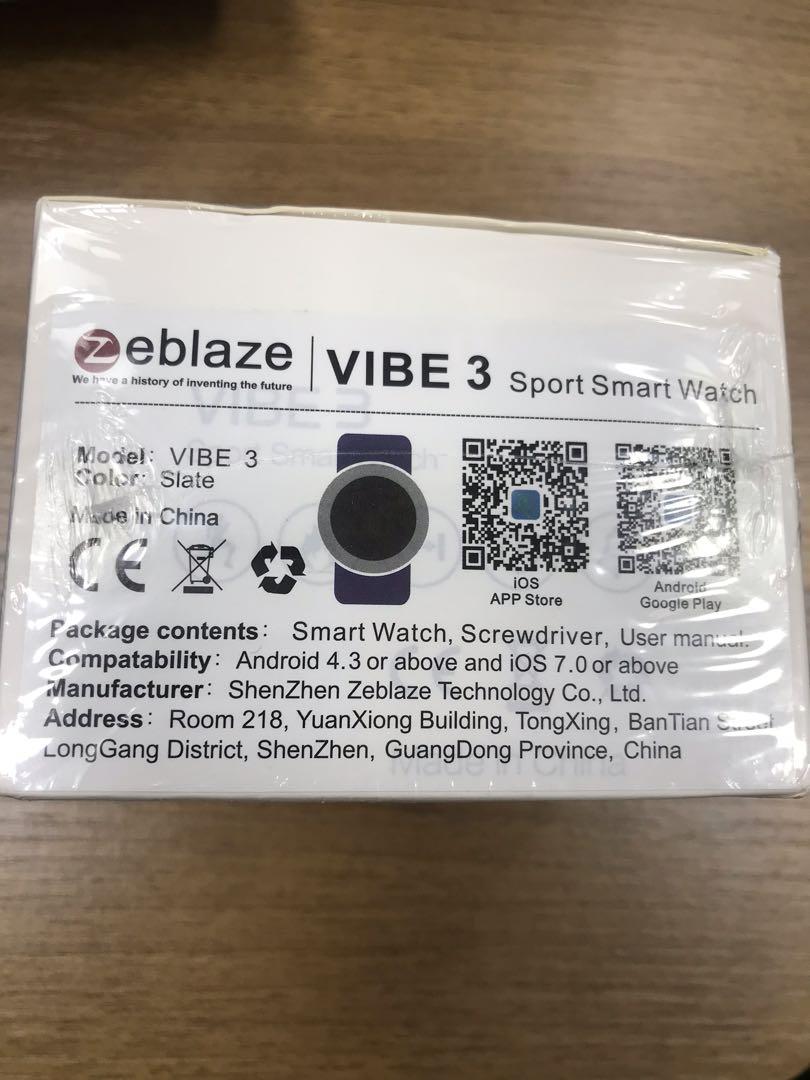 Zeblaze | VIBE 3 Sport Smart Watch
We have a history of inventing the future
Model: VIBE 3
Color: Slate
Made in China
CE
iOS
APP Store
Android
Google Play
Package contents: Smart Watch, Screwdriver, User manual.
Compatability: Android 4.3 or above and iOS 7.0 or above
Manufacturer: ShenZhen Zeblaze Technology Co., Ltd.
Address: Room 218, YuanXiong Building, TongXing, BanTian Street
LongGang District, ShenZhen, GuangDong Province, China